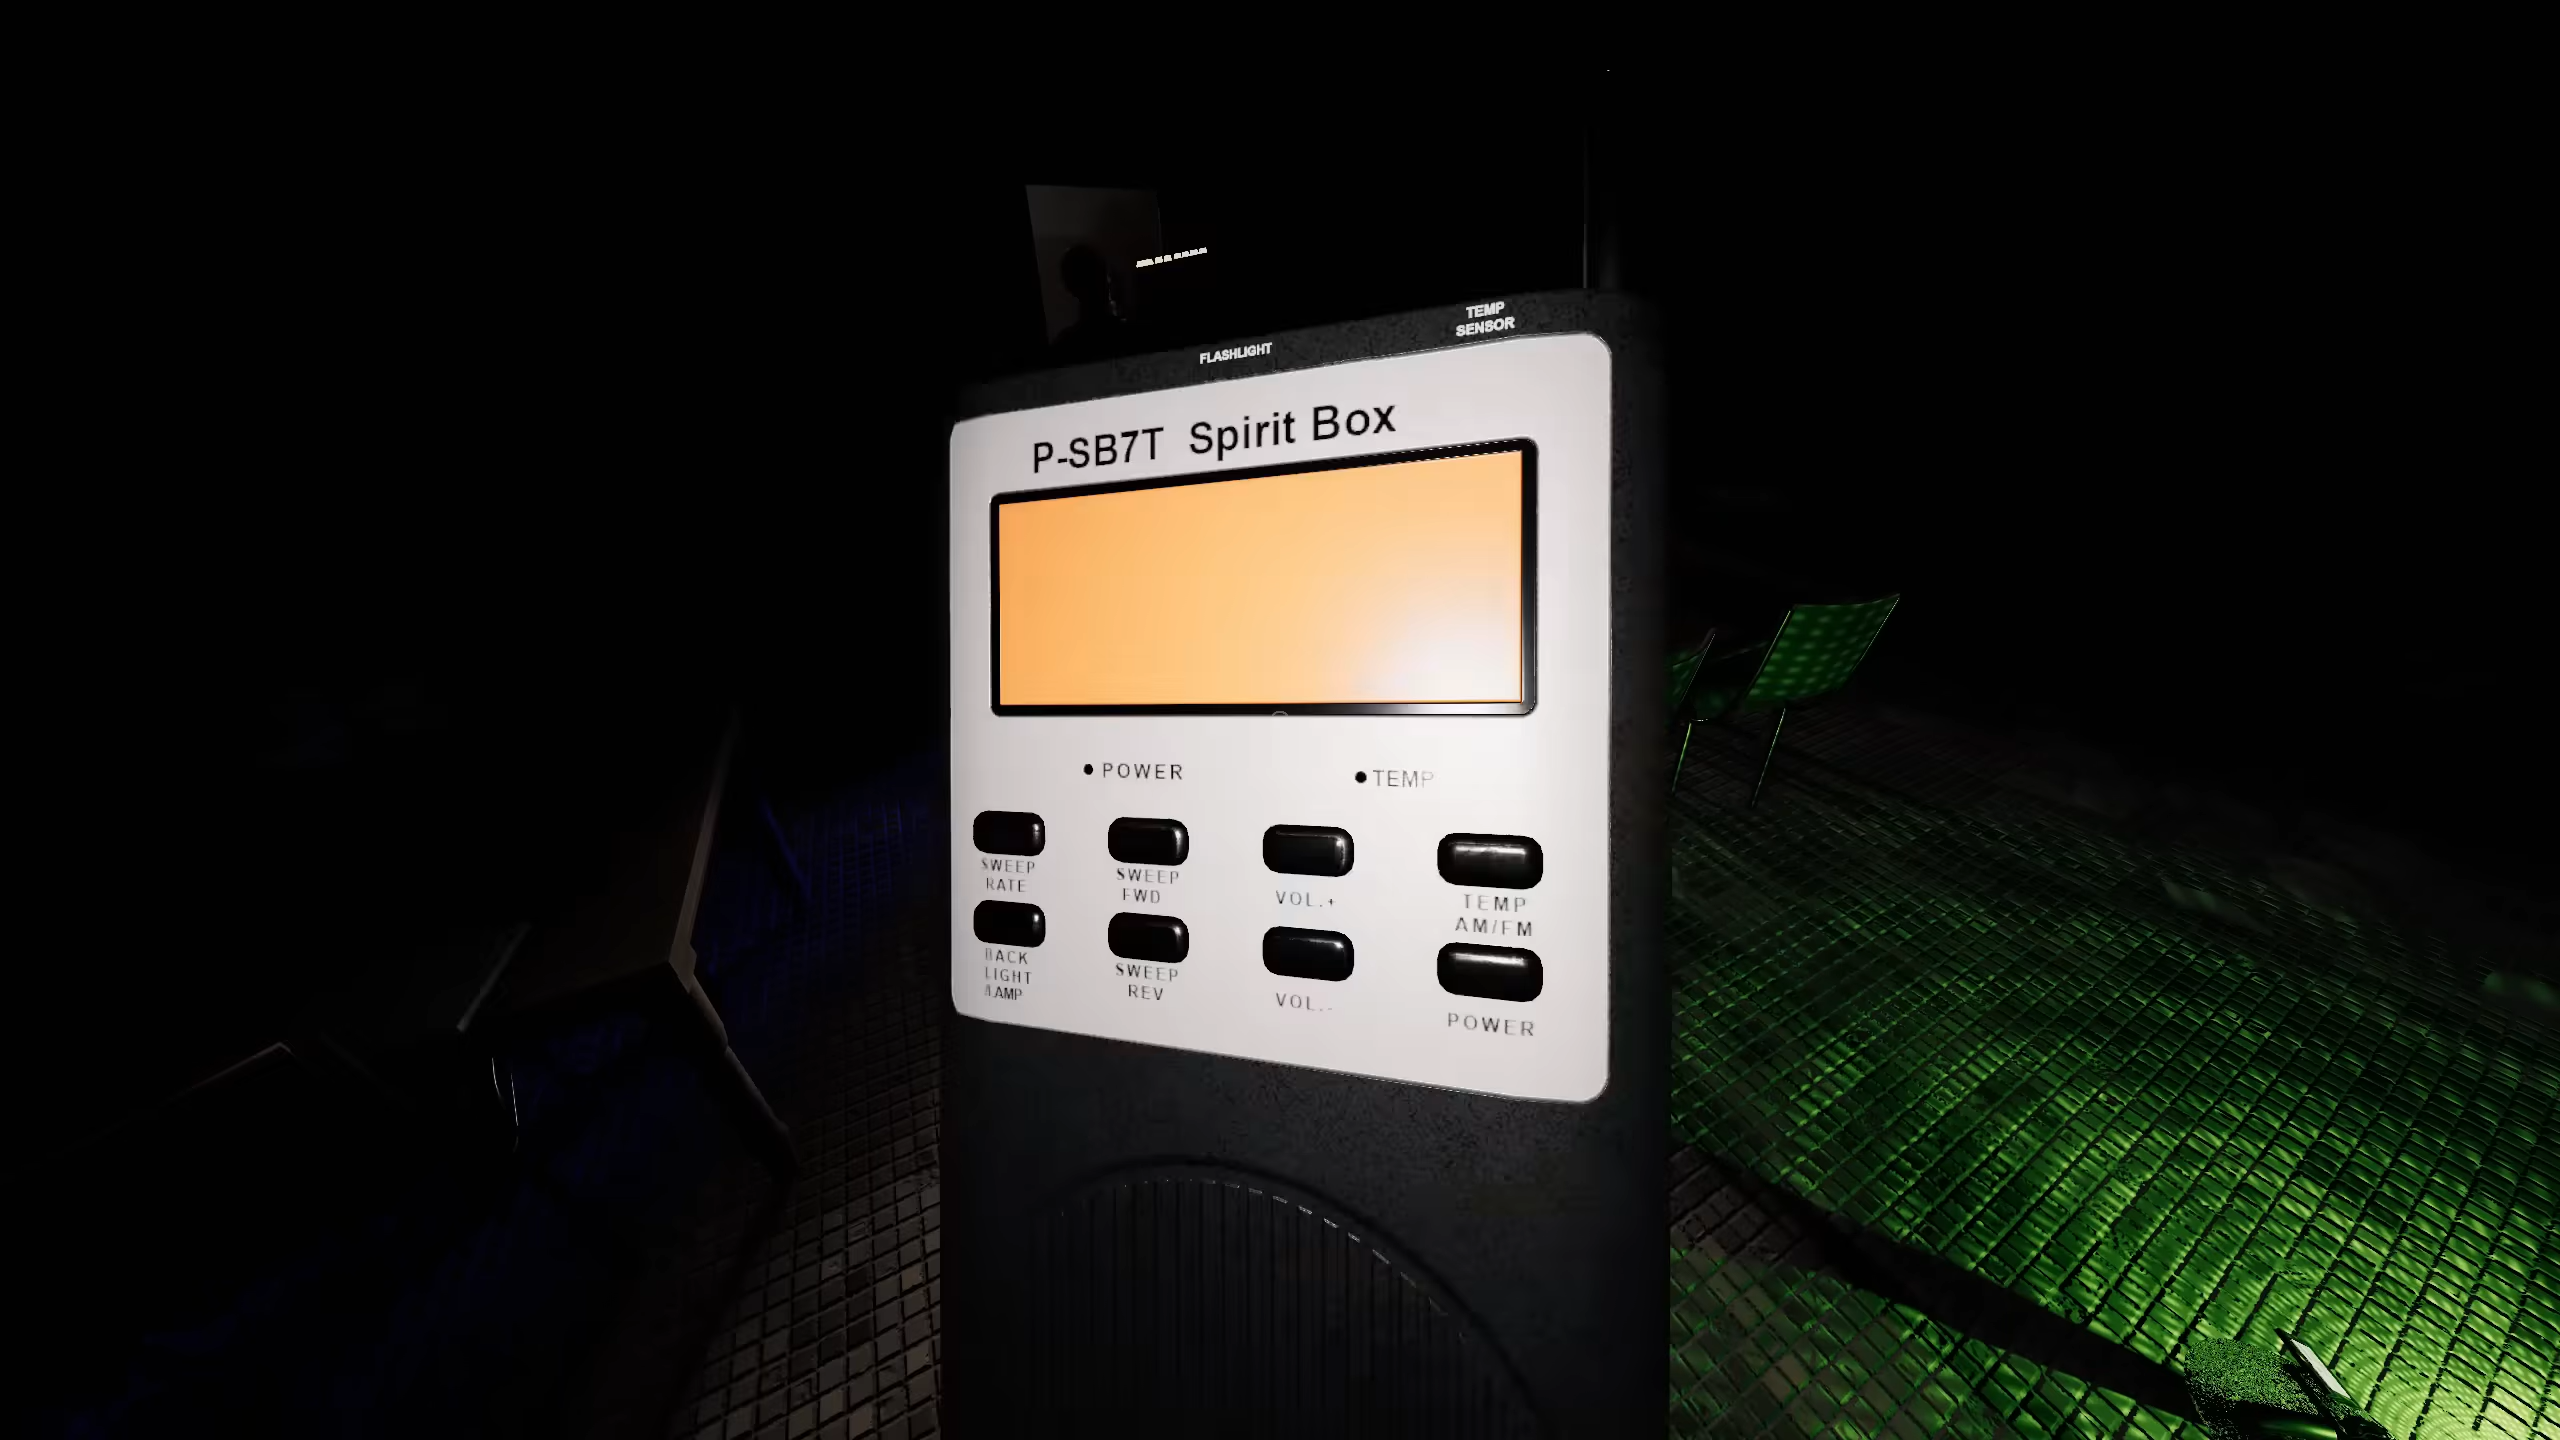 TEMP
SENSOR
FLASHLIGHT
P-SB7T Spirit Box
POWER
TEMP
SWEEP
RATE
SWEEP
FWD
VOL.+
TEMP
AM/FM
BACK
LIGHT
/LAMP
SWEEP
REV
VOL.-
POWER